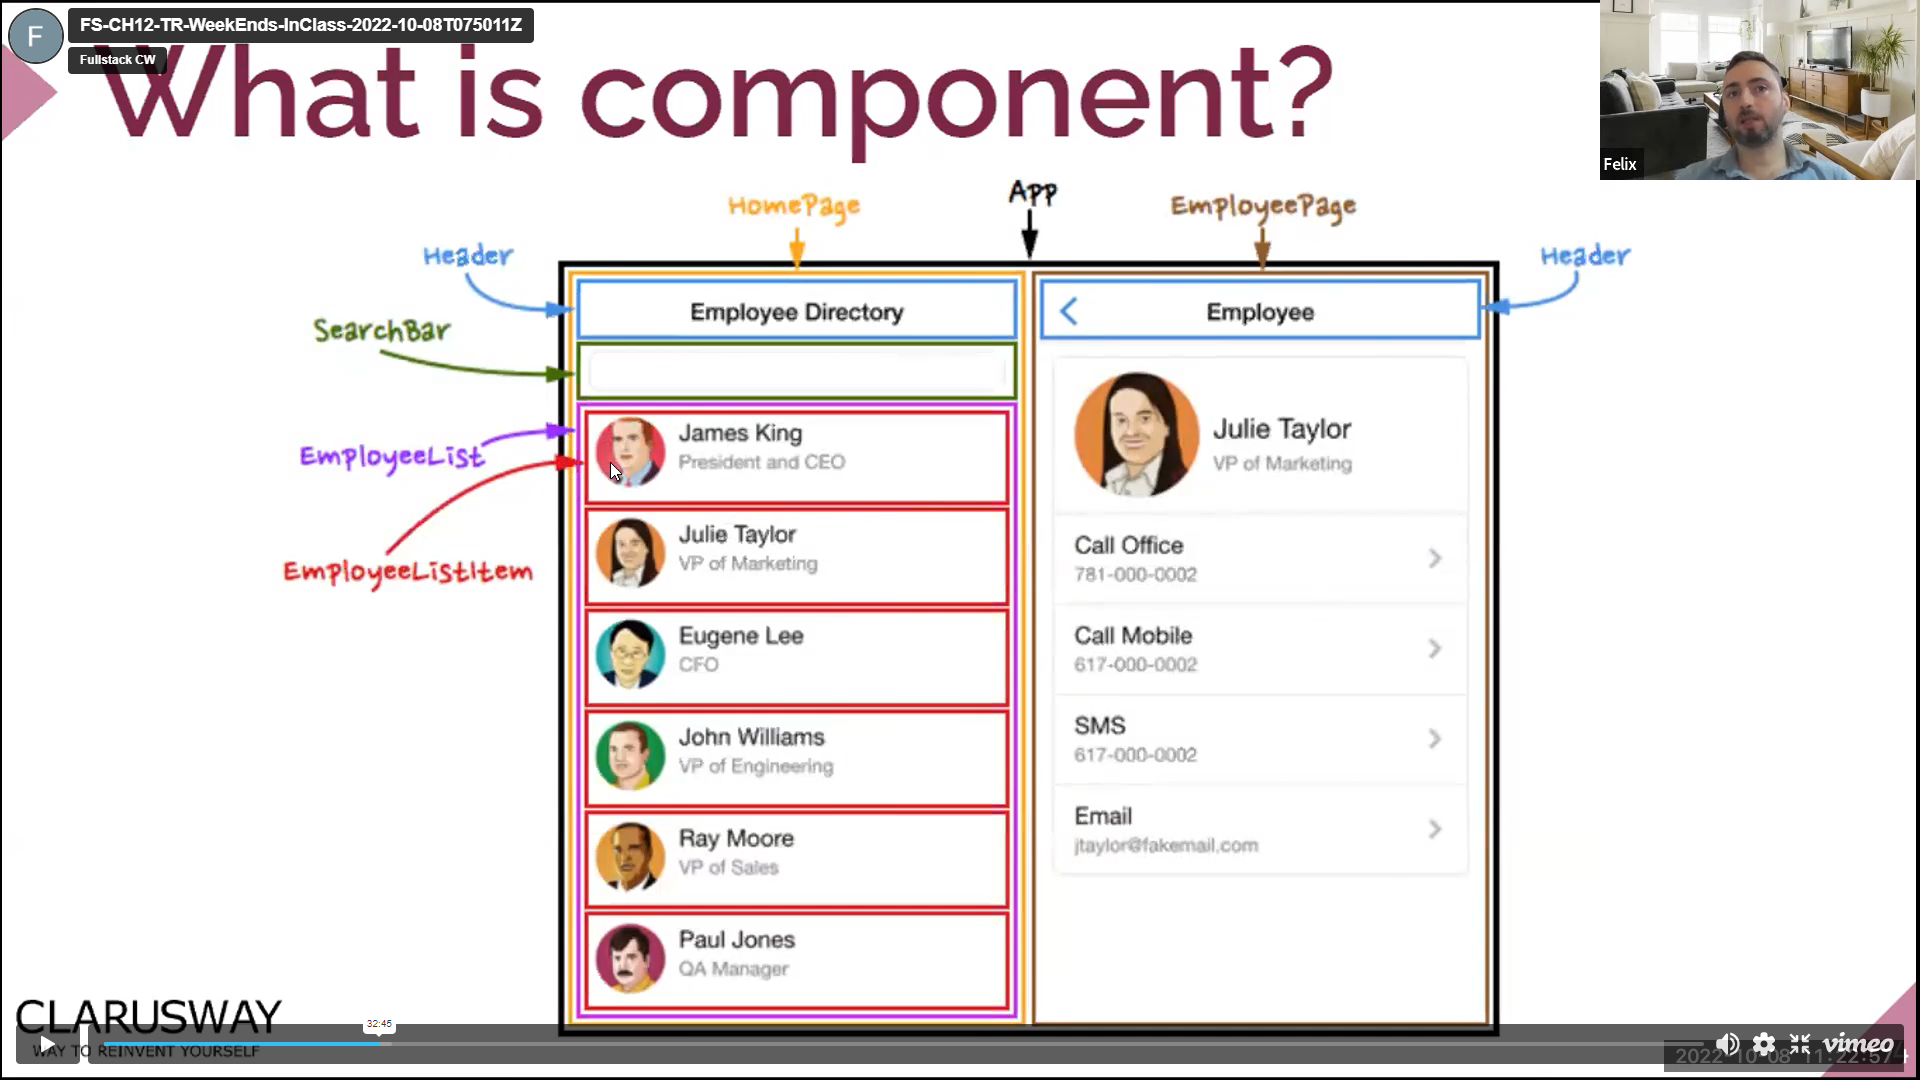 F
FS-CH12-TR-WeekEnds-InClass-2022-10-08T075011Z
Fullstack CW
What is component?
Felix
HomePage
App
EmployeePage
Header
Header
SearchBar
EmployeeList
EmployeeListItem
Employee Directory
James King
President and CEO
Julie Taylor
VP of Marketing
Eugene Lee
CFO
John Williams
VP of Engineering
Ray Moore
VP of Sales
Paul Jones
QA Manager
Employee
Julie Taylor
VP of Marketing
Call Office
781-000-0002
Call Mobile
617-000-0002
SMS
617-000-0002
Email
jtaylor@fakemail.com
CLARUSWAY
WAY TO REINVENT YOURSELF
32:45
vimeo
2022-10-08 11:22:57